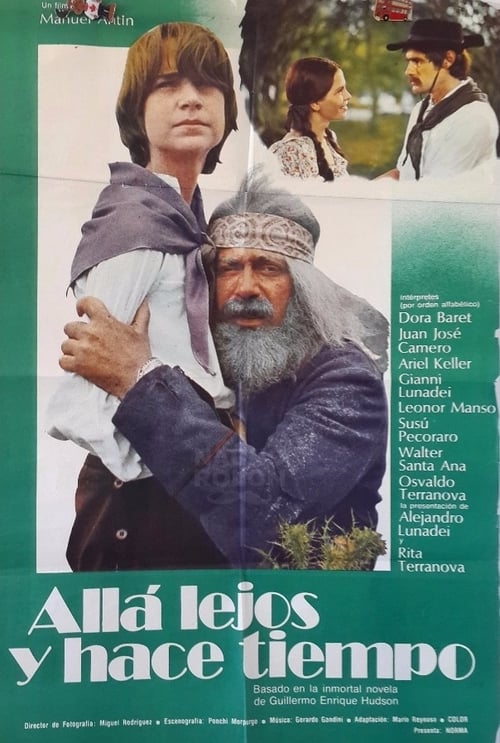 Un film
Manuel Antin
intérpretes
(por orden alfabético)
Dora Baret
Juan José
Camero
Ariel Keller
Gianni
Lunadei
Leonor Manso
Susú
Pecoraro
Walter
Santa Ana
Osvaldo
Terranova
la presentación de
Alejandro
Lunadei
y
Rita
Terranova
Allá lejos
y hace tiempo
Basado en la inmortal novela
de Guillermo Enrique Hudson
Director de Fotografía: Miguel Rodríguez • Escenografía: Ponchi Morpurgo • Música: Gerardo Gandini • Adaptación: Mario Reynoso • COLOR
Presenta: NORMA